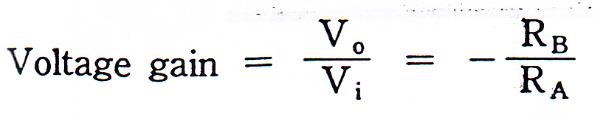 Voltage gain = V_o / V_i = − R_B / R_A